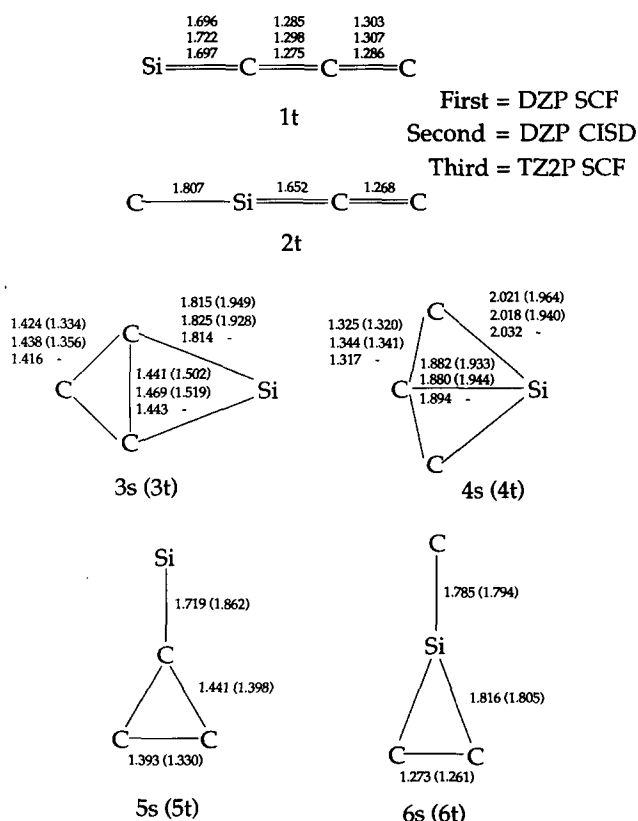 1.696 1.285 1.303
1.722 1.298 1.307
1.697 1.275 1.286
Si C C C
1t
First = DZP SCF
Second = DZP CISD
Third = TZ2P SCF
1.807 1.652 1.268
C Si C C
2t
1.815 (1.949)
1.825 (1.928)
1.814 -
1.424 (1.334)
1.438 (1.356)
1.416 -
C
1.441 (1.502)
1.469 (1.519)
1.443 -
C Si
C
3s (3t)
2.021 (1.964)
2.018 (1.940)
2.032 -
C
1.325 (1.320)
1.344 (1.341)
1.317 -
1.882 (1.933)
1.880 (1.944)
1.894 -
C Si
C
4s (4t)
Si
1.719 (1.862)
C
1.441 (1.398)
C C
1.393 (1.330)
5s (5t)
C
1.785 (1.794)
Si
1.816 (1.805)
C C
1.273 (1.261)
6s (6t)